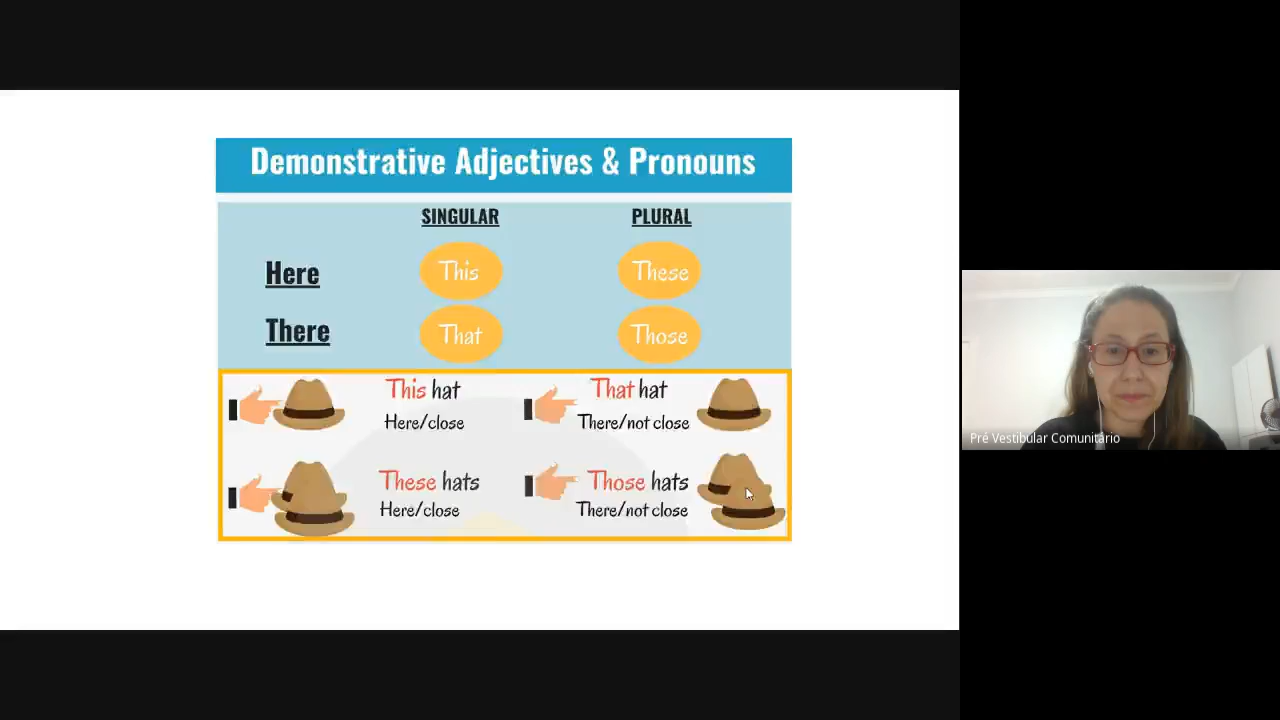 Demonstrative Adjectives & Pronouns
SINGULAR PLURAL
Here This These
There That Those
This hat
Here/close
That hat
There/not close
These hats
Here/close
Those hats
There/not close
Pré Vestibular Comunitário